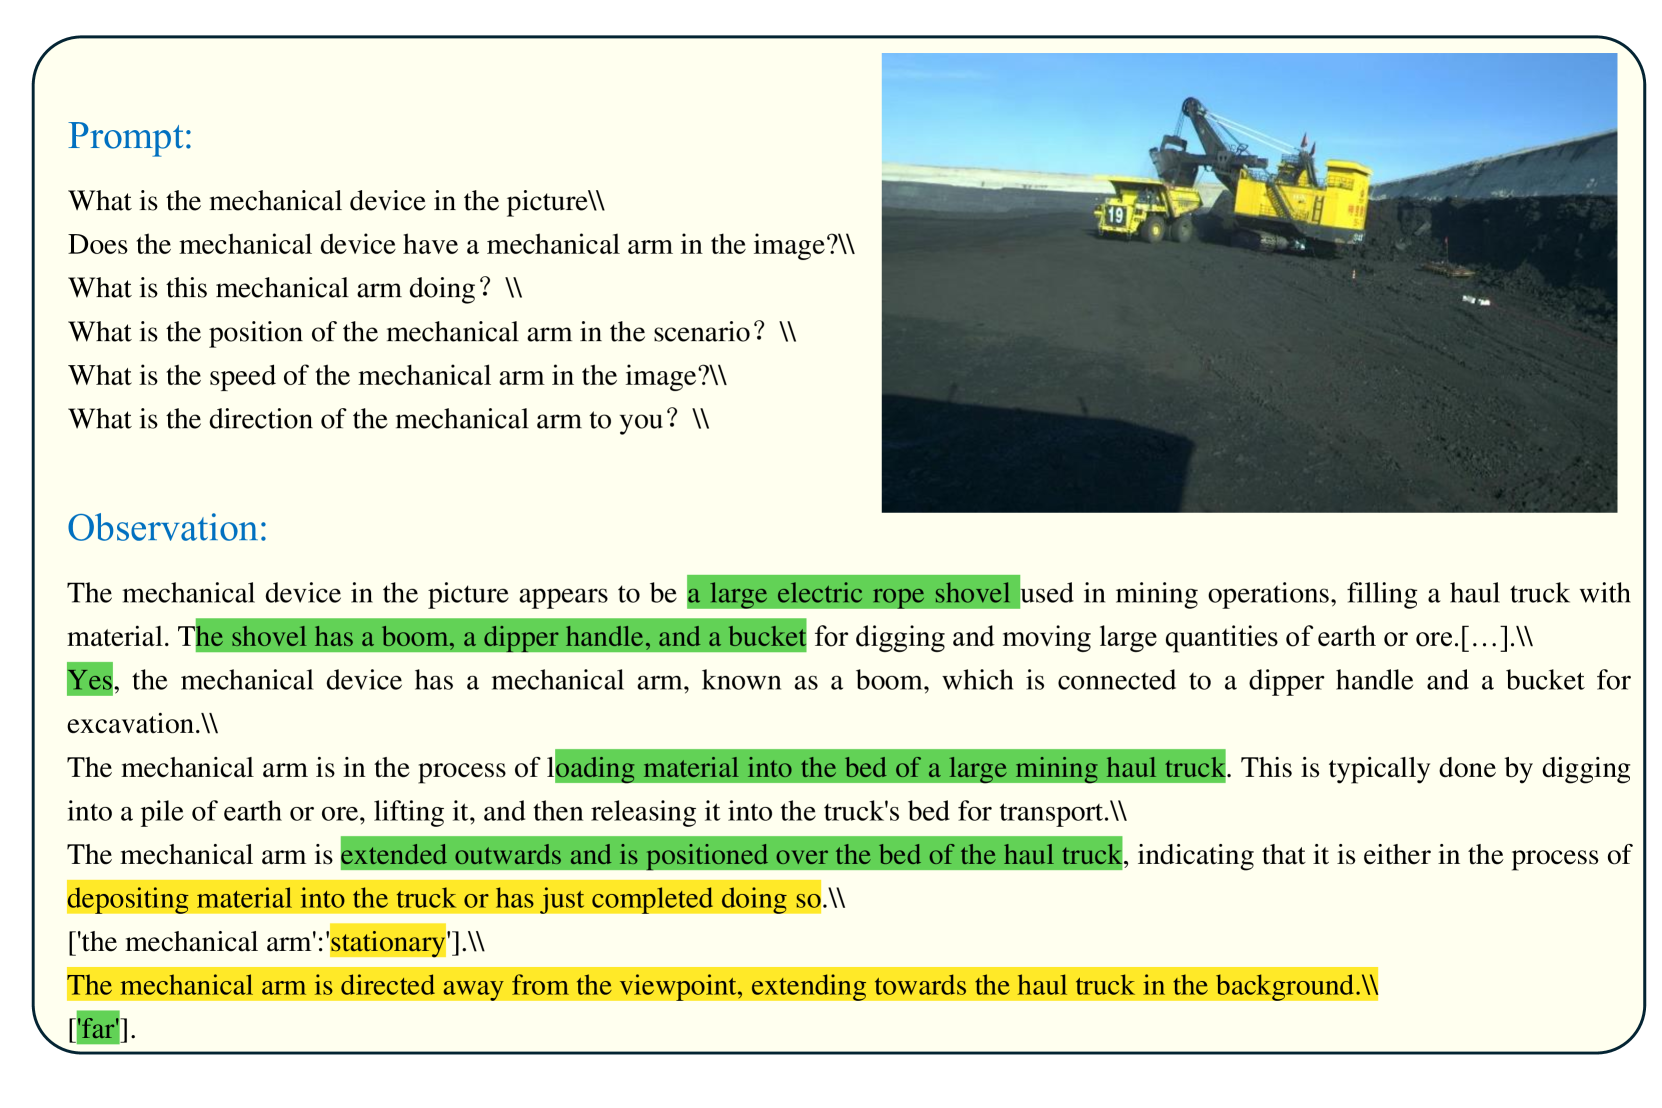 Prompt:
What is the mechanical device in the picture\\
Does the mechanical device have a mechanical arm in the image?\\
What is this mechanical arm doing？\\
What is the position of the mechanical arm in the scenario？\\
What is the speed of the mechanical arm in the image?\\
What is the direction of the mechanical arm to you？\\
19
Observation:
The mechanical device in the picture appears to be a large electric rope shovel used in mining operations, filling a haul truck with
material. The shovel has a boom, a dipper handle, and a bucket for digging and moving large quantities of earth or ore.[…].\\
Yes, the mechanical device has a mechanical arm, known as a boom, which is connected to a dipper handle and a bucket for
excavation.\\
The mechanical arm is in the process of loading material into the bed of a large mining haul truck. This is typically done by digging
into a pile of earth or ore, lifting it, and then releasing it into the truck's bed for transport.\\
The mechanical arm is extended outwards and is positioned over the bed of the haul truck, indicating that it is either in the process of
depositing material into the truck or has just completed doing so.\\
['the mechanical arm':'stationary'].\\
The mechanical arm is directed away from the viewpoint, extending towards the haul truck in the background.\\
['far'].